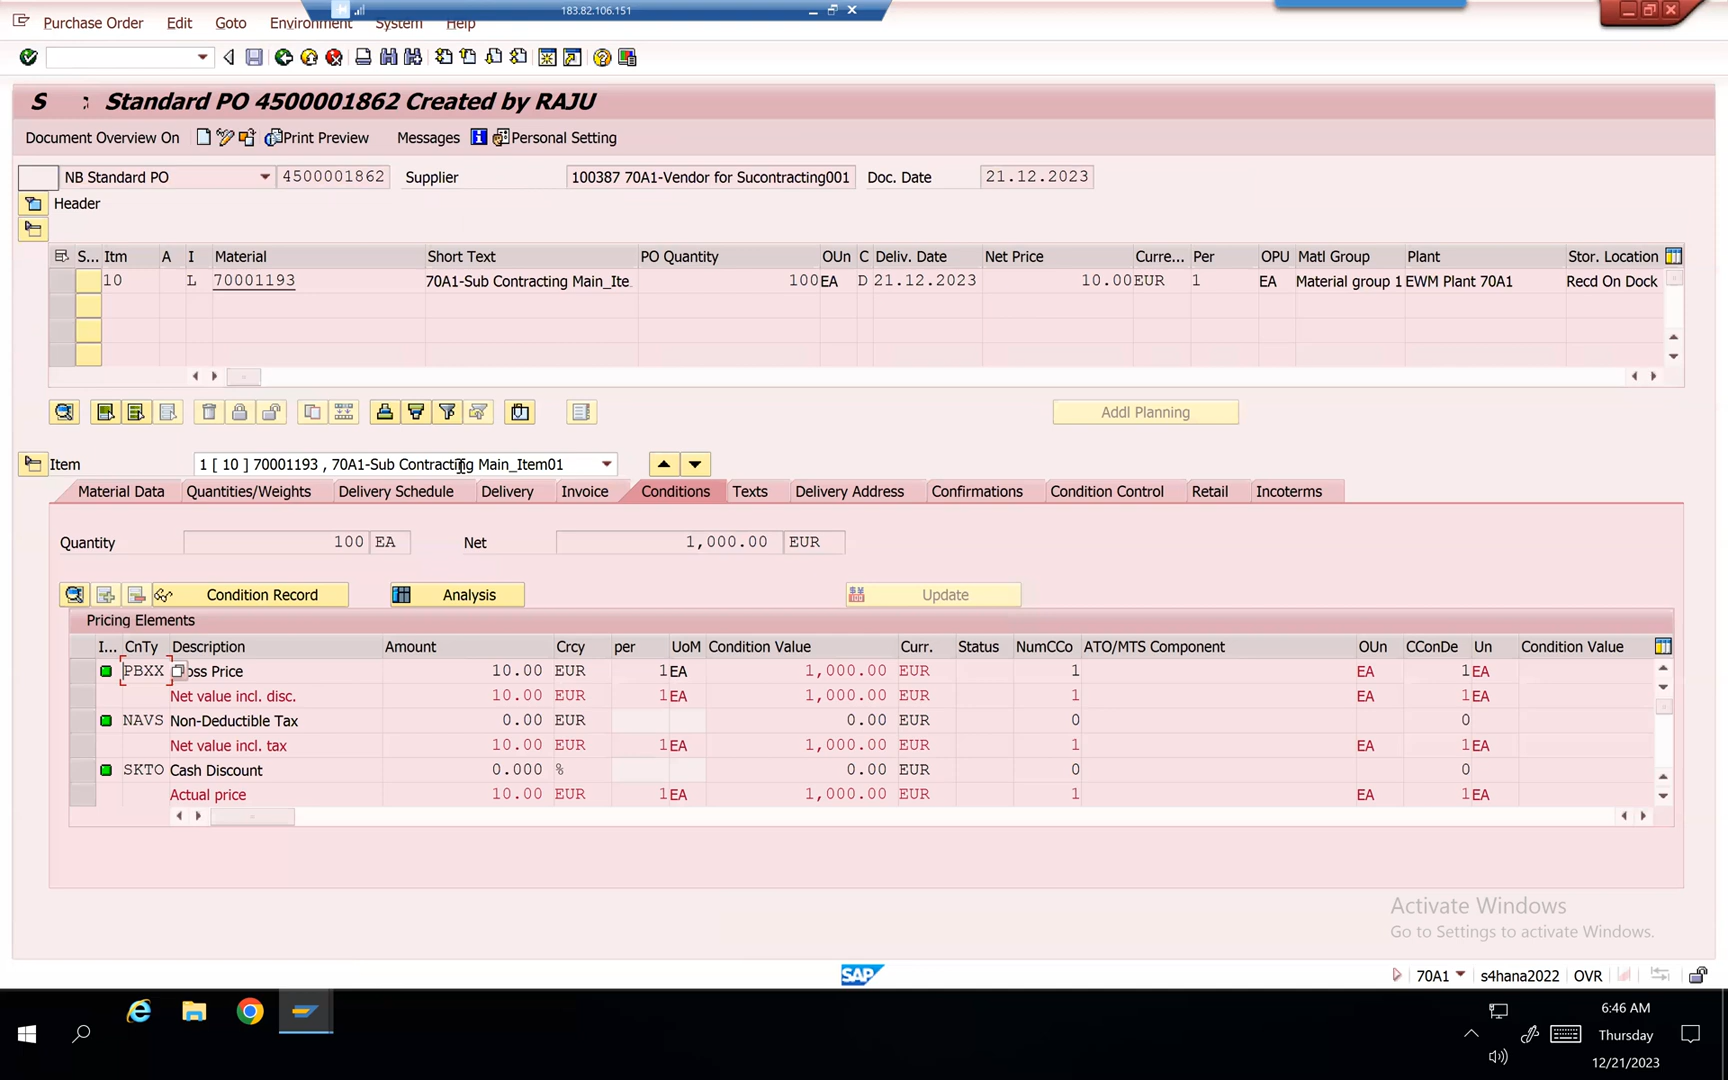 183.82.106.151
Purchase Order Edit Goto Environment System Help
Standard PO 4500001862 Created by RAJU
Document Overview On Print Preview Messages Personal Setting
NB Standard PO 4500001862 Supplier 100387 70A1-Vendor for Sucontracting001 Doc. Date 21.12.2023
Header
S... Itm A I Material Short Text PO Quantity OUn C Deliv. Date Net Price Curre... Per OPU Matl Group Plant Stor. Location
10 L 70001193 70A1-Sub Contracting Main_Ite 100 EA D 21.12.2023 10.00 EUR 1 EA Material group 1 EWM Plant 70A1 Recd On Dock
Addl Planning
Item 1 [ 10 ] 70001193 , 70A1-Sub Contracting Main_Item01
Material Data Quantities/Weights Delivery Schedule Delivery Invoice Conditions Texts Delivery Address Confirmations Condition Control Retail Incoterms
Quantity 100 EA Net 1,000.00 EUR
Condition Record Analysis Update
Pricing Elements
I... CnTy Description Amount Crcy per UoM Condition Value Curr. Status NumCCo ATO/MTS Component OUn CConDe Un Condition Value
PBXX oss Price 10.00 EUR 1 EA 1,000.00 EUR 1 EA 1 EA
Net value incl. disc. 10.00 EUR 1 EA 1,000.00 EUR 1 EA 1 EA
NAVS Non-Deductible Tax 0.00 EUR 0.00 EUR 0 0
Net value incl. tax 10.00 EUR 1 EA 1,000.00 EUR 1 EA 1 EA
SKTO Cash Discount 0.000 % 0.00 EUR 0 0
Actual price 10.00 EUR 1 EA 1,000.00 EUR 1 EA 1 EA
Activate Windows
Go to Settings to activate Windows.
SAP 70A1 s4hana2022 OVR
6:46 AM
Thursday
12/21/2023